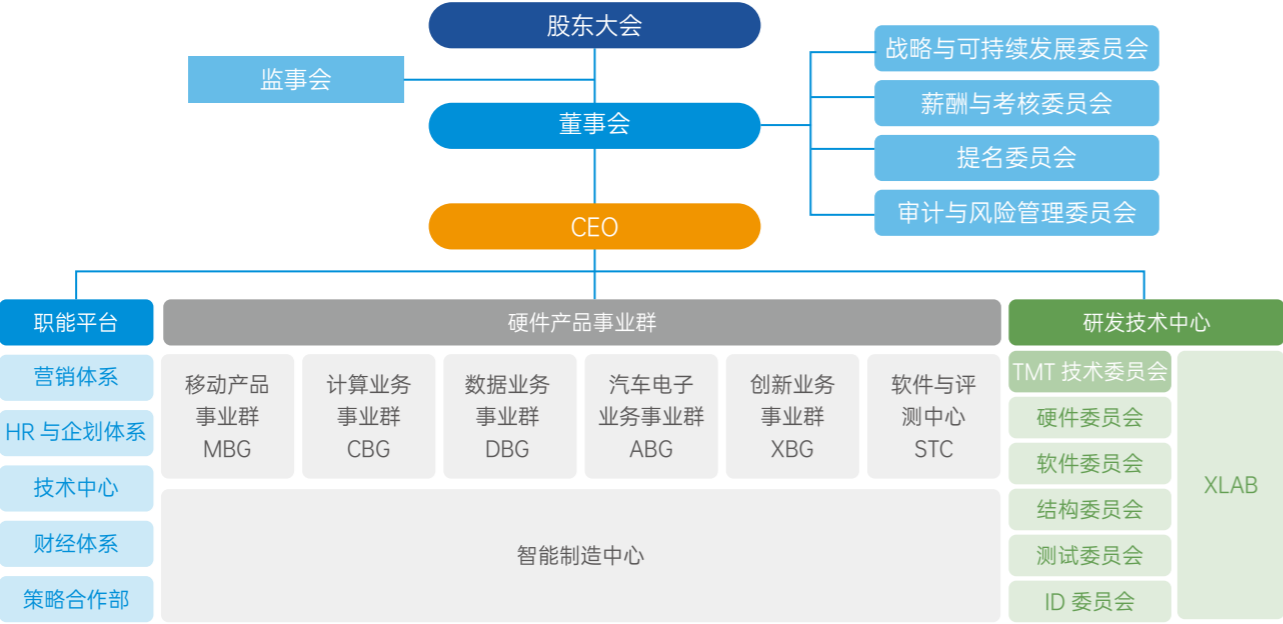 股东大会
监事会
董事会
战略与可持续发展委员会
薪酬与考核委员会
提名委员会
审计与风险管理委员会
CEO
职能平台
营销体系
HR 与企划体系
技术中心
财经体系
策略合作部
硬件产品事业群
移动产品
事业群
MBG
计算业务
事业群
CBG
数据业务
事业群
DBG
汽车电子
业务事业群
ABG
创新业务
事业群
XBG
软件与评
测中心
STC
智能制造中心
研发技术中心
TMT 技术委员会
硬件委员会
软件委员会
结构委员会
测试委员会
ID 委员会
XLAB